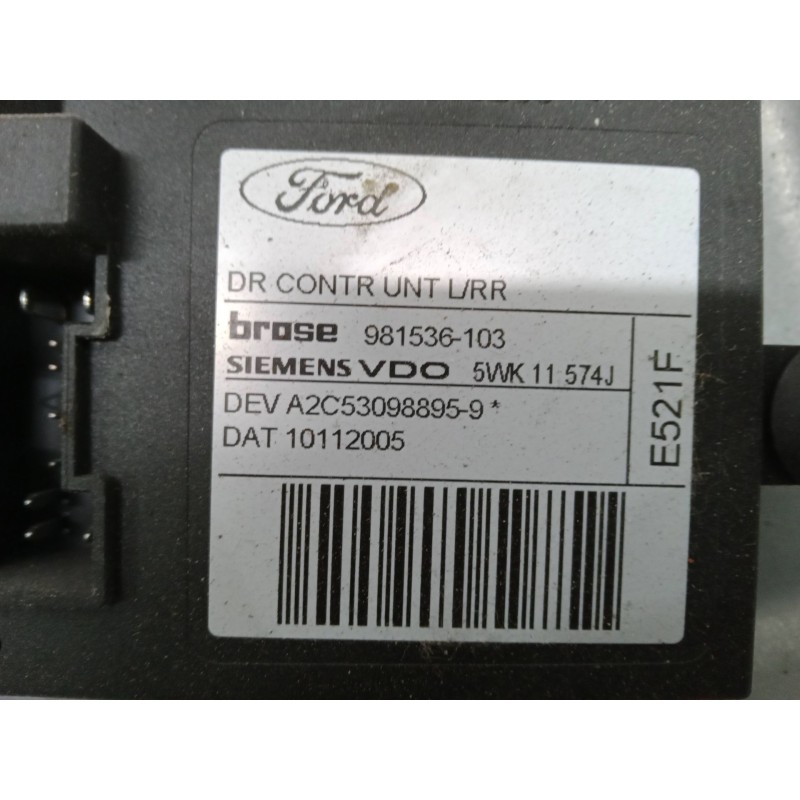 Ford
DR CONTR UNT L/RR
brose 981536-103
SIEMENS VDO 5WK 11 574J
DEV A2C53098895-9 *
DAT 10112005
E521F